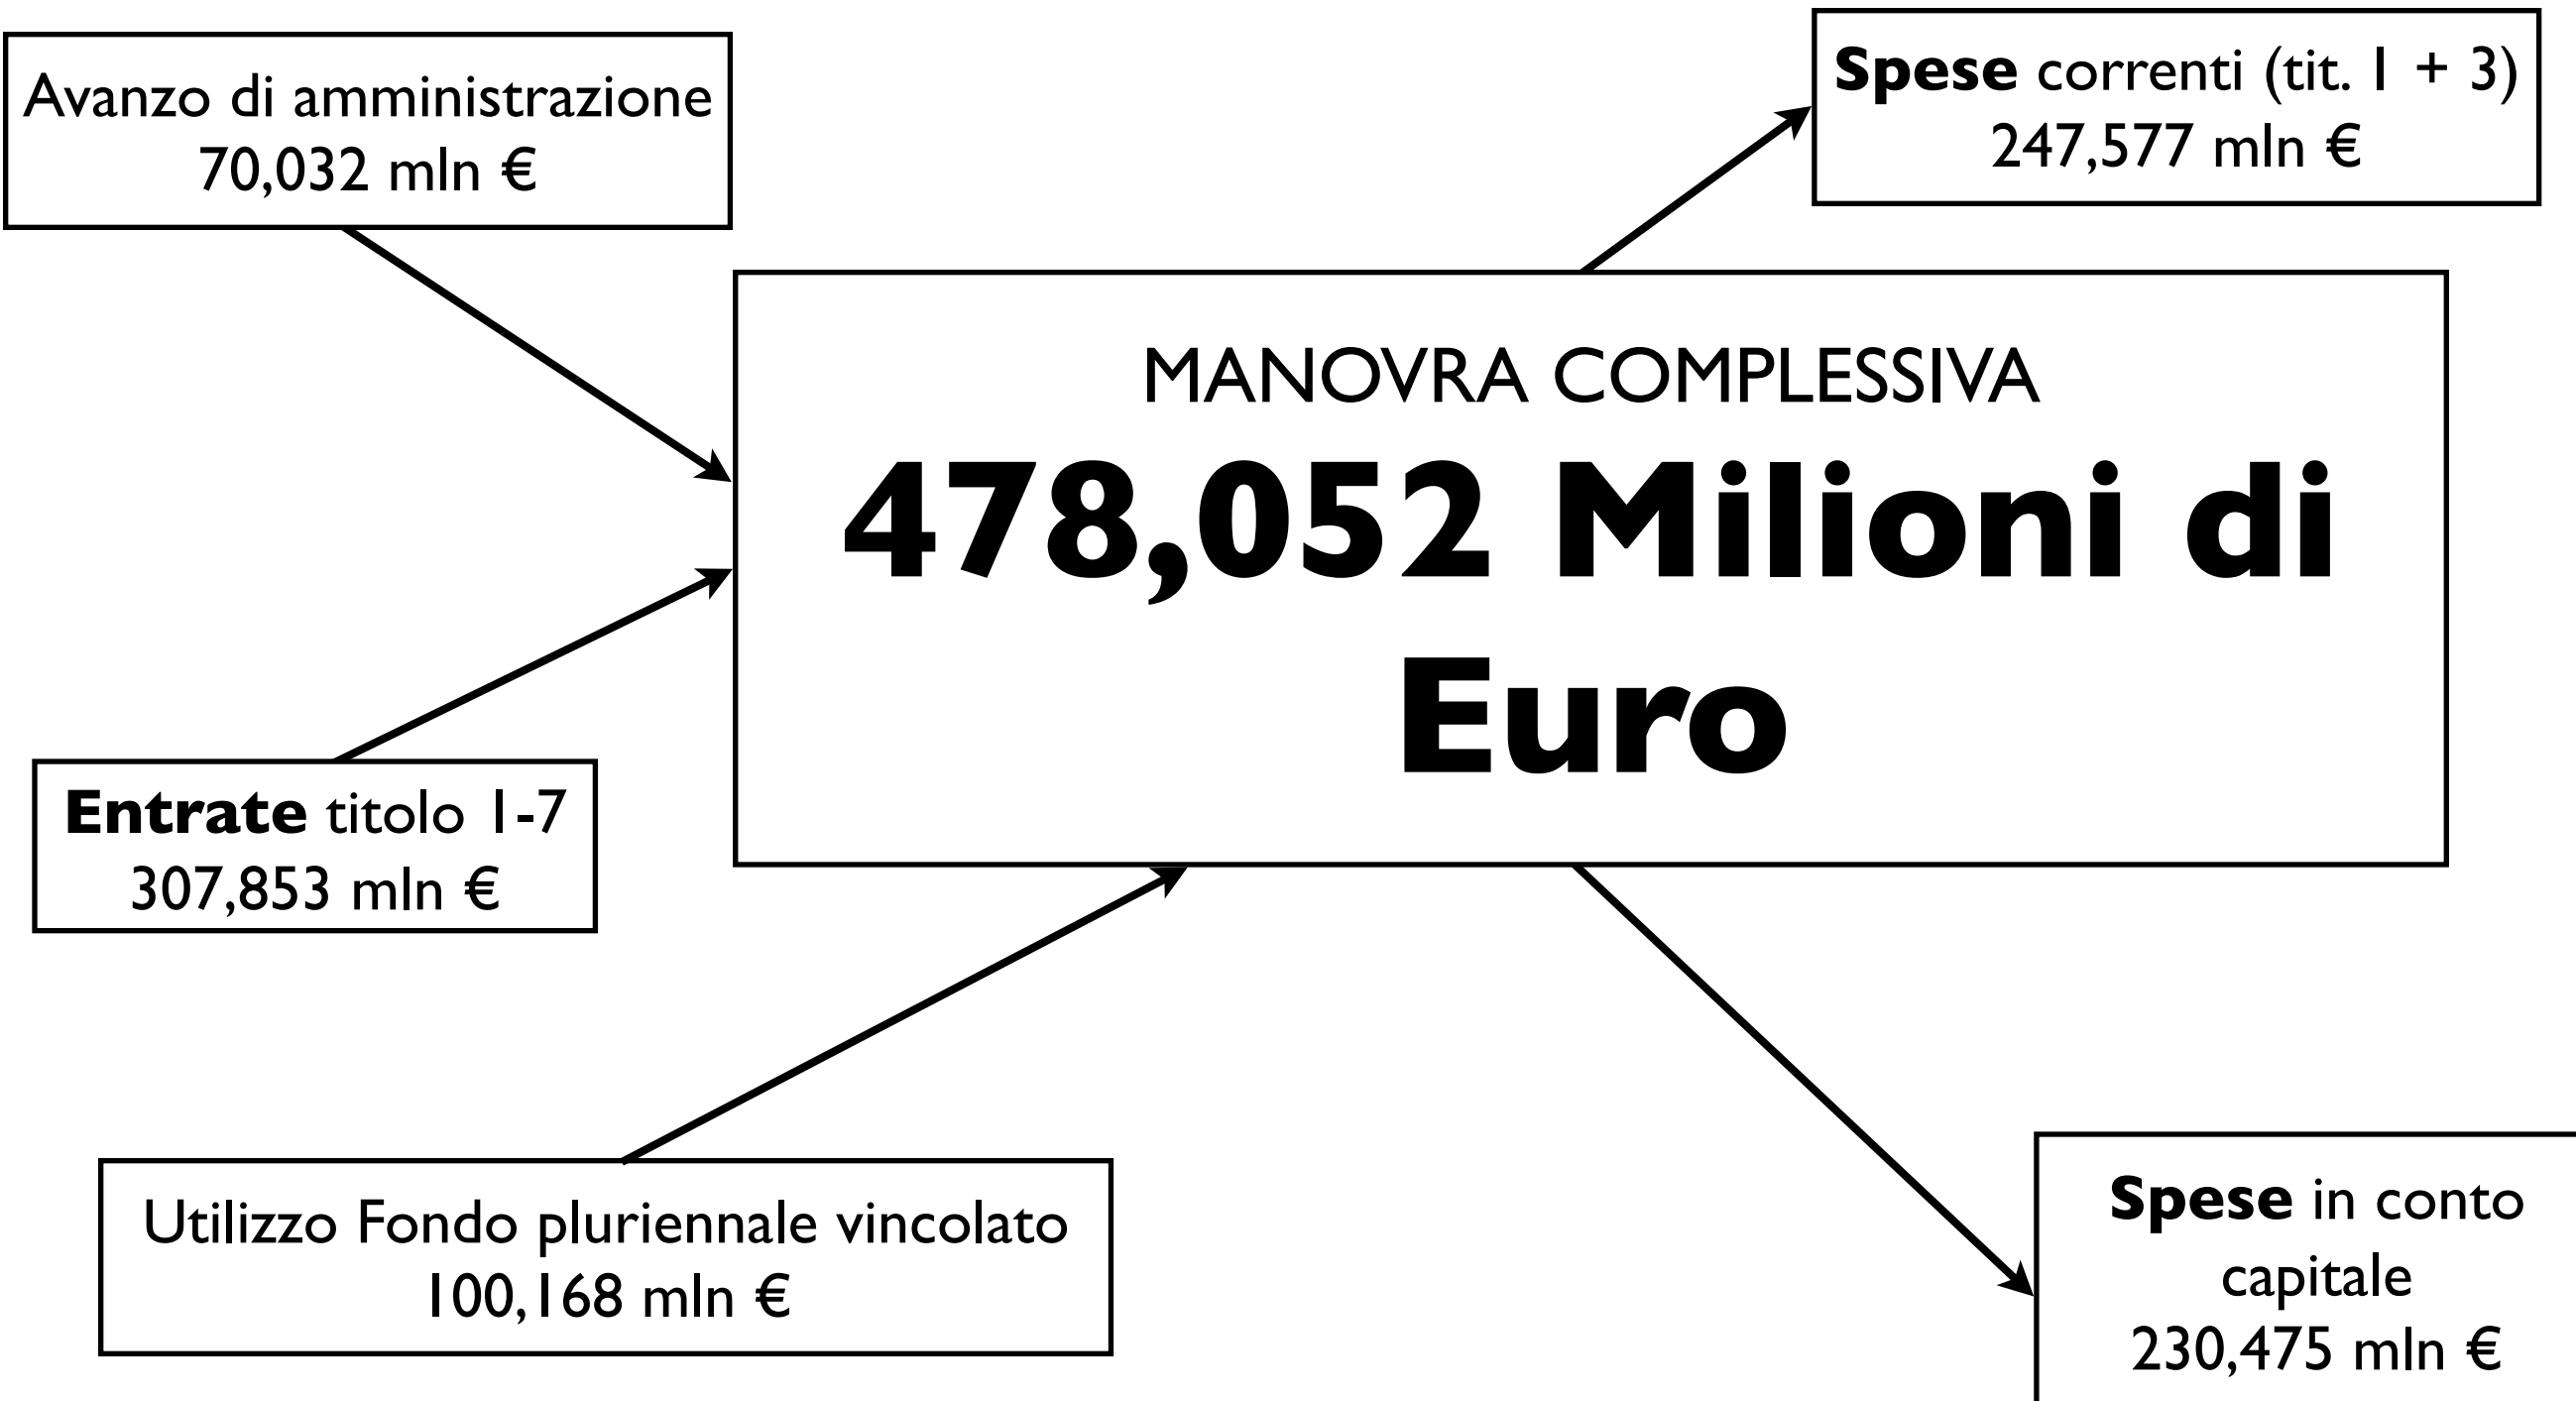 Avanzo di amministrazione
70,032 mln €
Spese correnti (tit. 1 + 3)
247,577 mln €
MANOVRA COMPLESSIVA
478,052 Milioni di
Euro
Entrate titolo 1-7
307,853 mln €
Utilizzo Fondo pluriennale vincolato
100,168 mln €
Spese in conto
capitale
230,475 mln €